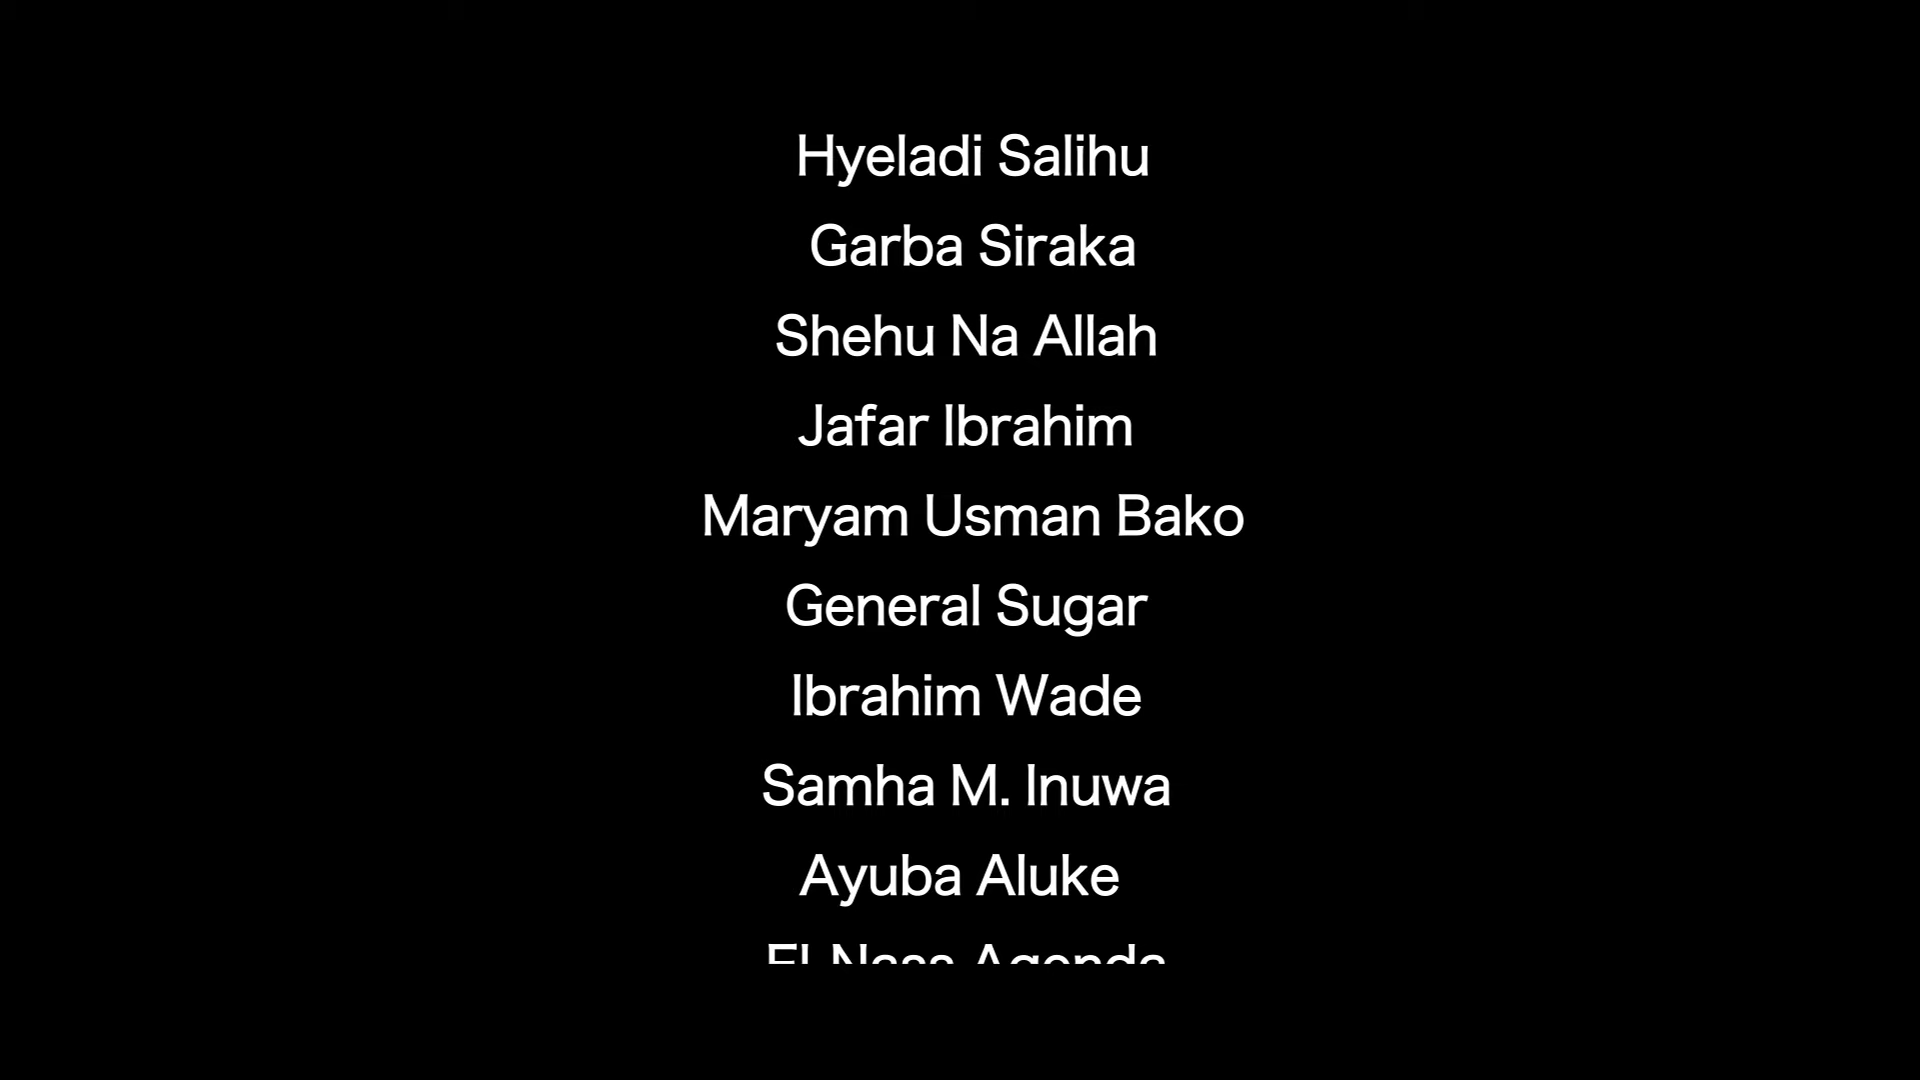 Hyeladi Salihu
Garba Siraka
Shehu Na Allah
Jafar Ibrahim
Maryam Usman Bako
General Sugar
Ibrahim Wade
Samha M. Inuwa
Ayuba Aluke